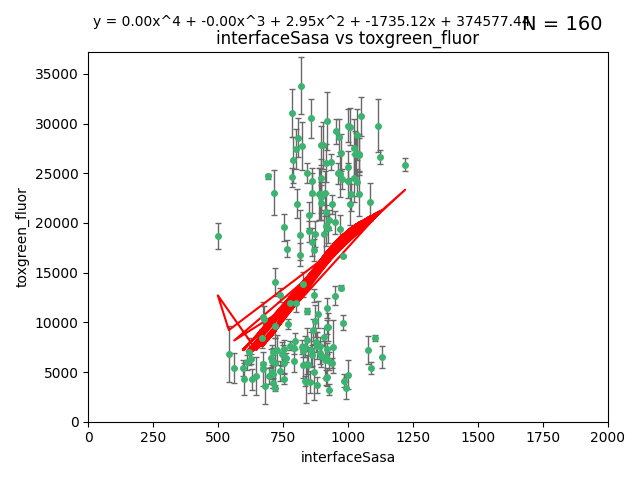 y = 0.00x^4 + -0.00x^3 + 2.95x^2 + -1735.12x + 374577.44
N = 160
interfaceSasa vs toxgreen_fluor
35000
30000
25000
20000
15000
10000
5000
0
toxgreen_fluor
0 250 500 750 1000 1250 1500 1750 2000
interfaceSasa